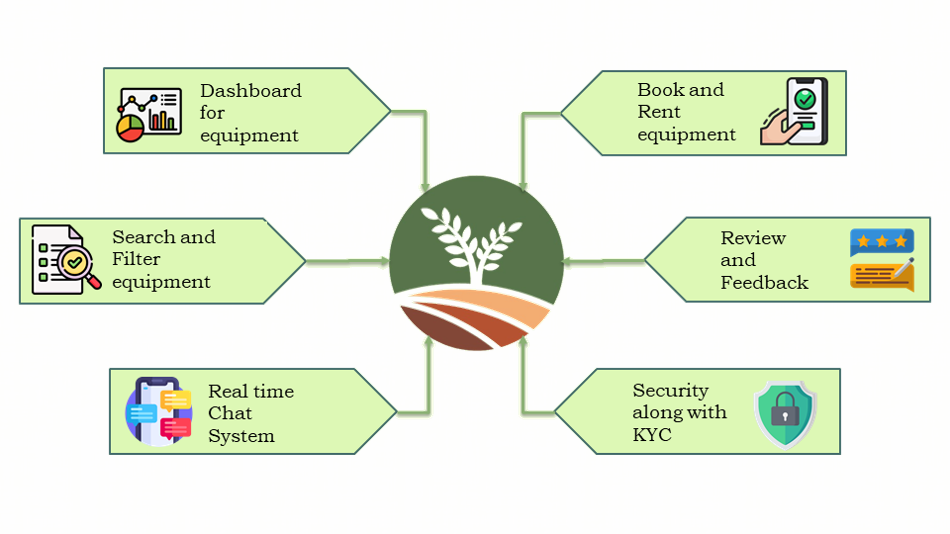 Dashboard
for
equipment
Book and
Rent
equipment
Search and
Filter
equipment
Review
and
Feedback
Real time
Chat
System
Security
along with
KYC